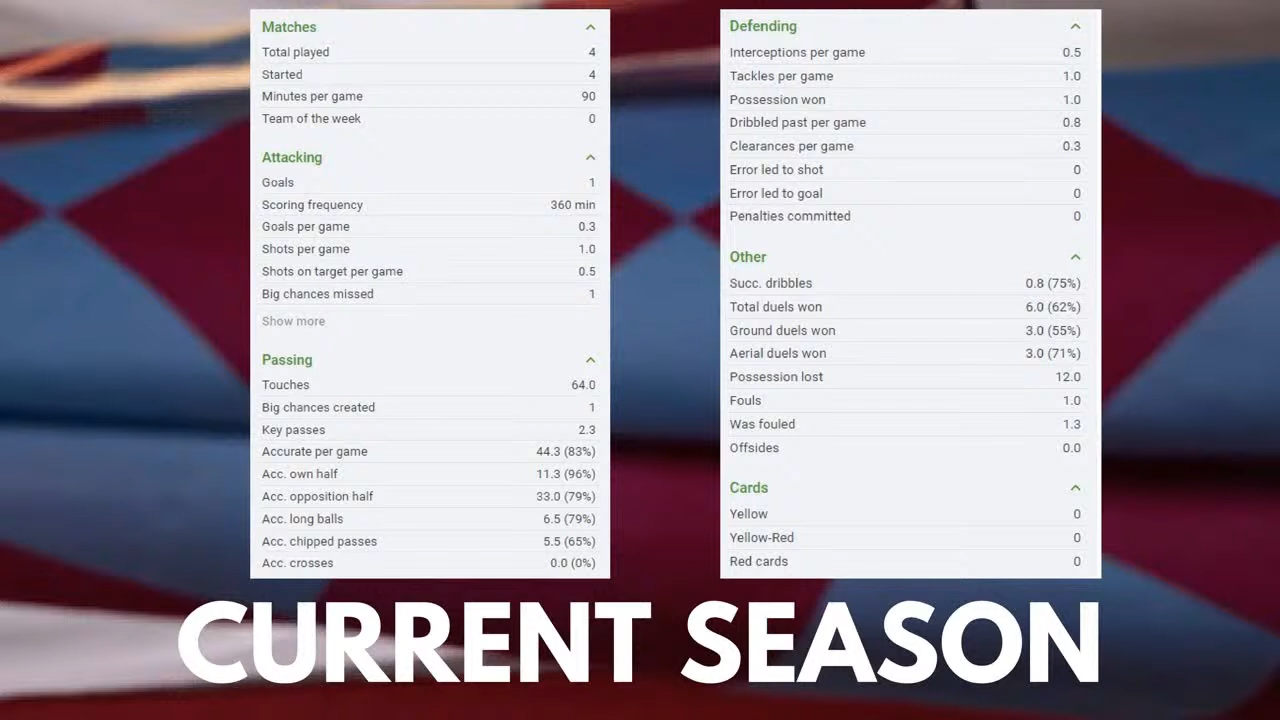 Matches
Total played 4
Started 4
Minutes per game 90
Team of the week 0
Attacking
Goals 1
Scoring frequency 360 min
Goals per game 0.3
Shots per game 1.0
Shots on target per game 0.5
Big chances missed 1
Show more
Passing
Touches 64.0
Big chances created 1
Key passes 2.3
Accurate per game 44.3 (83%)
Acc. own half 11.3 (96%)
Acc. opposition half 33.0 (79%)
Acc. long balls 6.5 (79%)
Acc. chipped passes 5.5 (65%)
Acc. crosses 0.0 (0%)
Defending
Interceptions per game 0.5
Tackles per game 1.0
Possession won 1.0
Dribbled past per game 0.8
Clearances per game 0.3
Error led to shot 0
Error led to goal 0
Penalties committed 0
Other
Succ. dribbles 0.8 (75%)
Total duels won 6.0 (62%)
Ground duels won 3.0 (55%)
Aerial duels won 3.0 (71%)
Possession lost 12.0
Fouls 1.0
Was fouled 1.3
Offsides 0.0
Cards
Yellow 0
Yellow-Red 0
Red cards 0
CURRENT SEASON